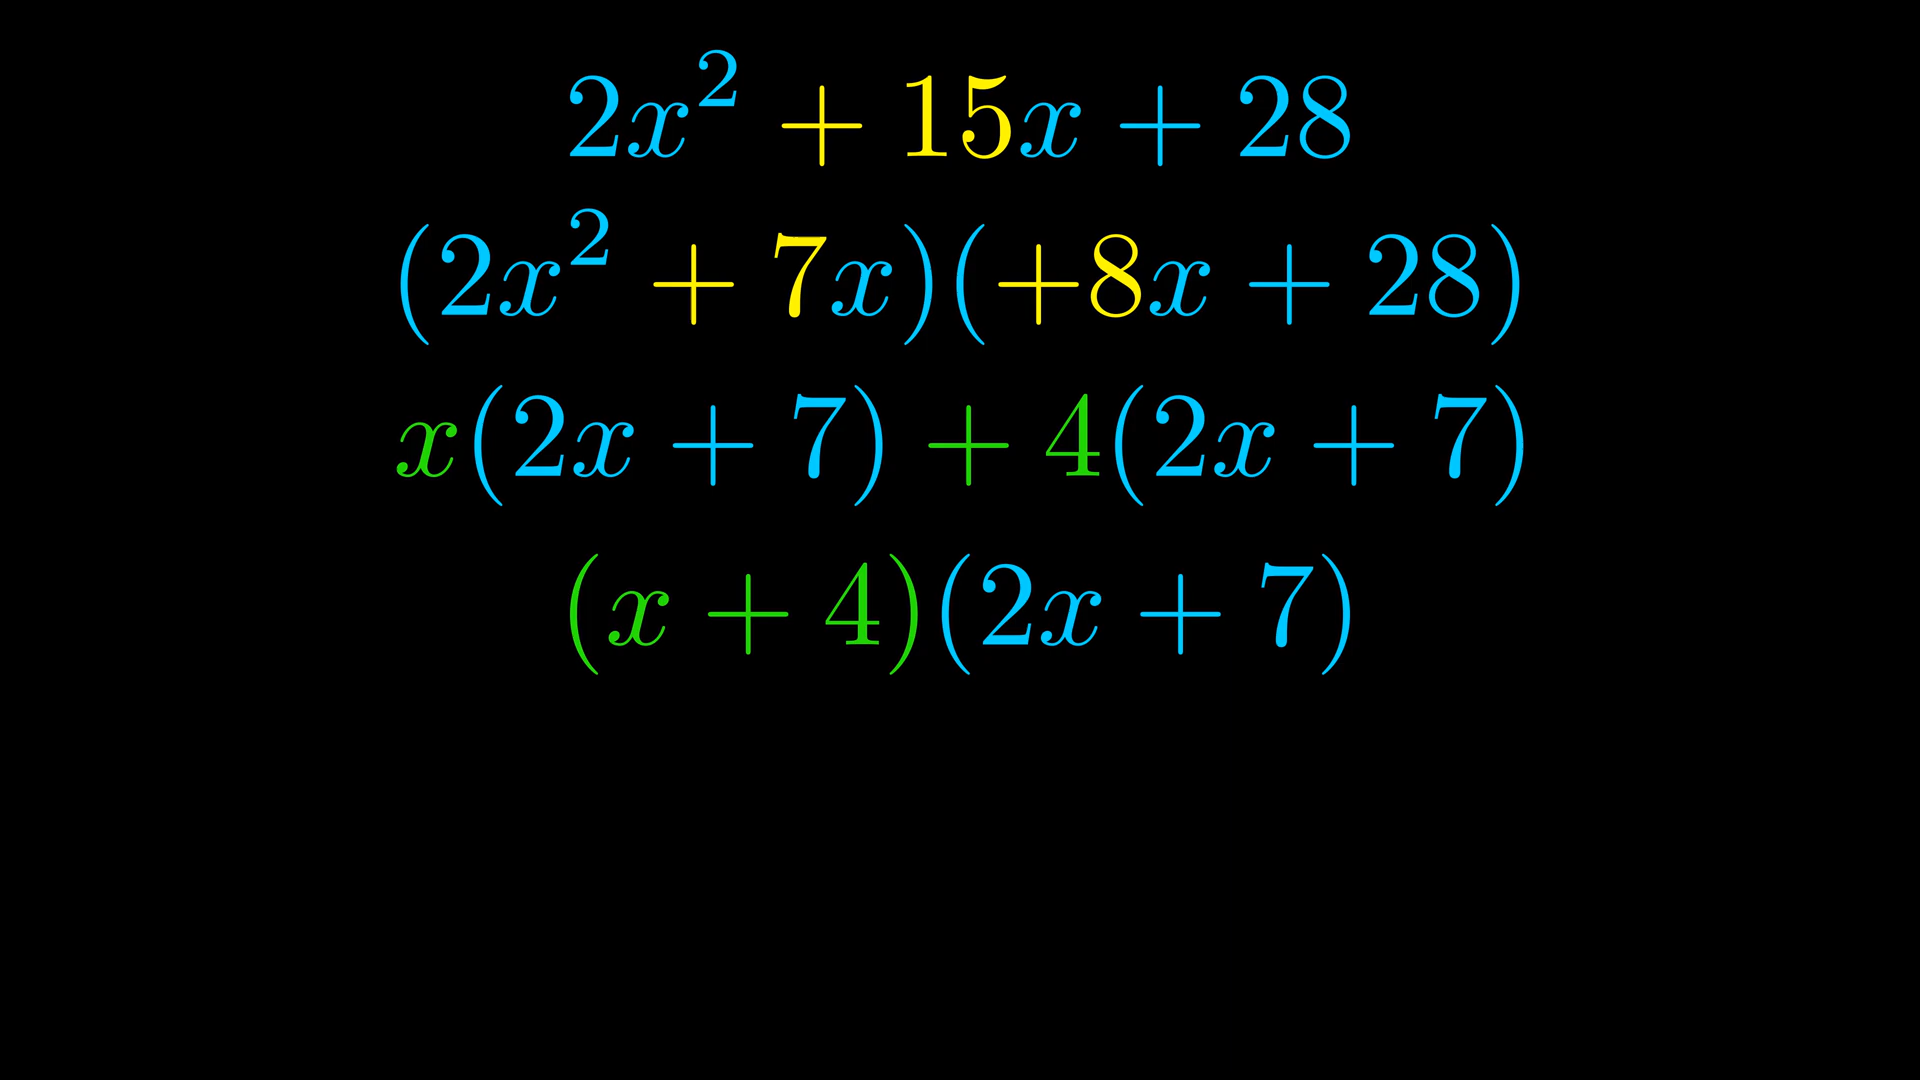 2x² + 15x + 28
(2x² + 7x)(+8x + 28)
x(2x + 7) + 4(2x + 7)
(x + 4)(2x + 7)